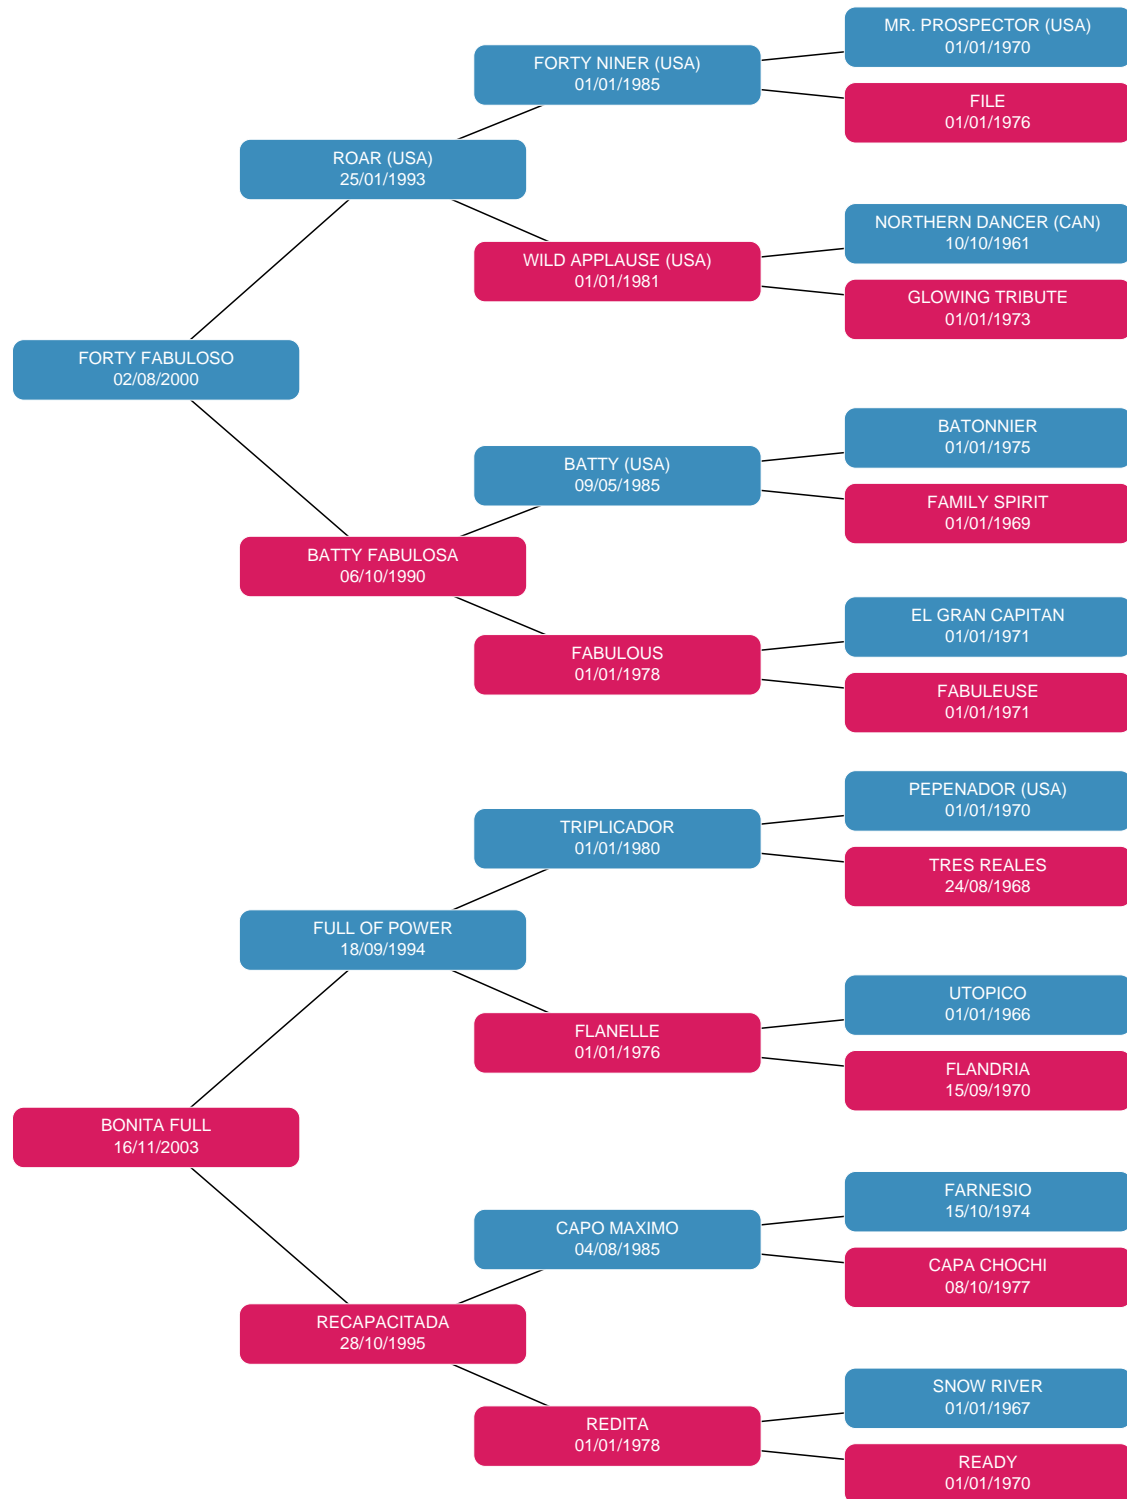 MR. PROSPECTOR (USA)
01/01/1970
FORTY NINER (USA)
01/01/1985
FILE
01/01/1976
ROAR (USA)
25/01/1993
NORTHERN DANCER (CAN)
10/10/1961
WILD APPLAUSE (USA)
01/01/1981
GLOWING TRIBUTE
01/01/1973
FORTY FABULOSO
02/08/2000
BATONNIER
01/01/1975
BATTY (USA)
09/05/1985
FAMILY SPIRIT
01/01/1969
BATTY FABULOSA
06/10/1990
EL GRAN CAPITAN
01/01/1971
FABULOUS
01/01/1978
FABULEUSE
01/01/1971
PEPENADOR (USA)
01/01/1970
TRIPLICADOR
01/01/1980
TRES REALES
24/08/1968
FULL OF POWER
18/09/1994
UTOPICO
01/01/1966
FLANELLE
01/01/1976
FLANDRIA
15/09/1970
BONITA FULL
16/11/2003
FARNESIO
15/10/1974
CAPO MAXIMO
04/08/1985
CAPA CHOCHI
08/10/1977
RECAPACITADA
28/10/1995
SNOW RIVER
01/01/1967
REDITA
01/01/1978
READY
01/01/1970